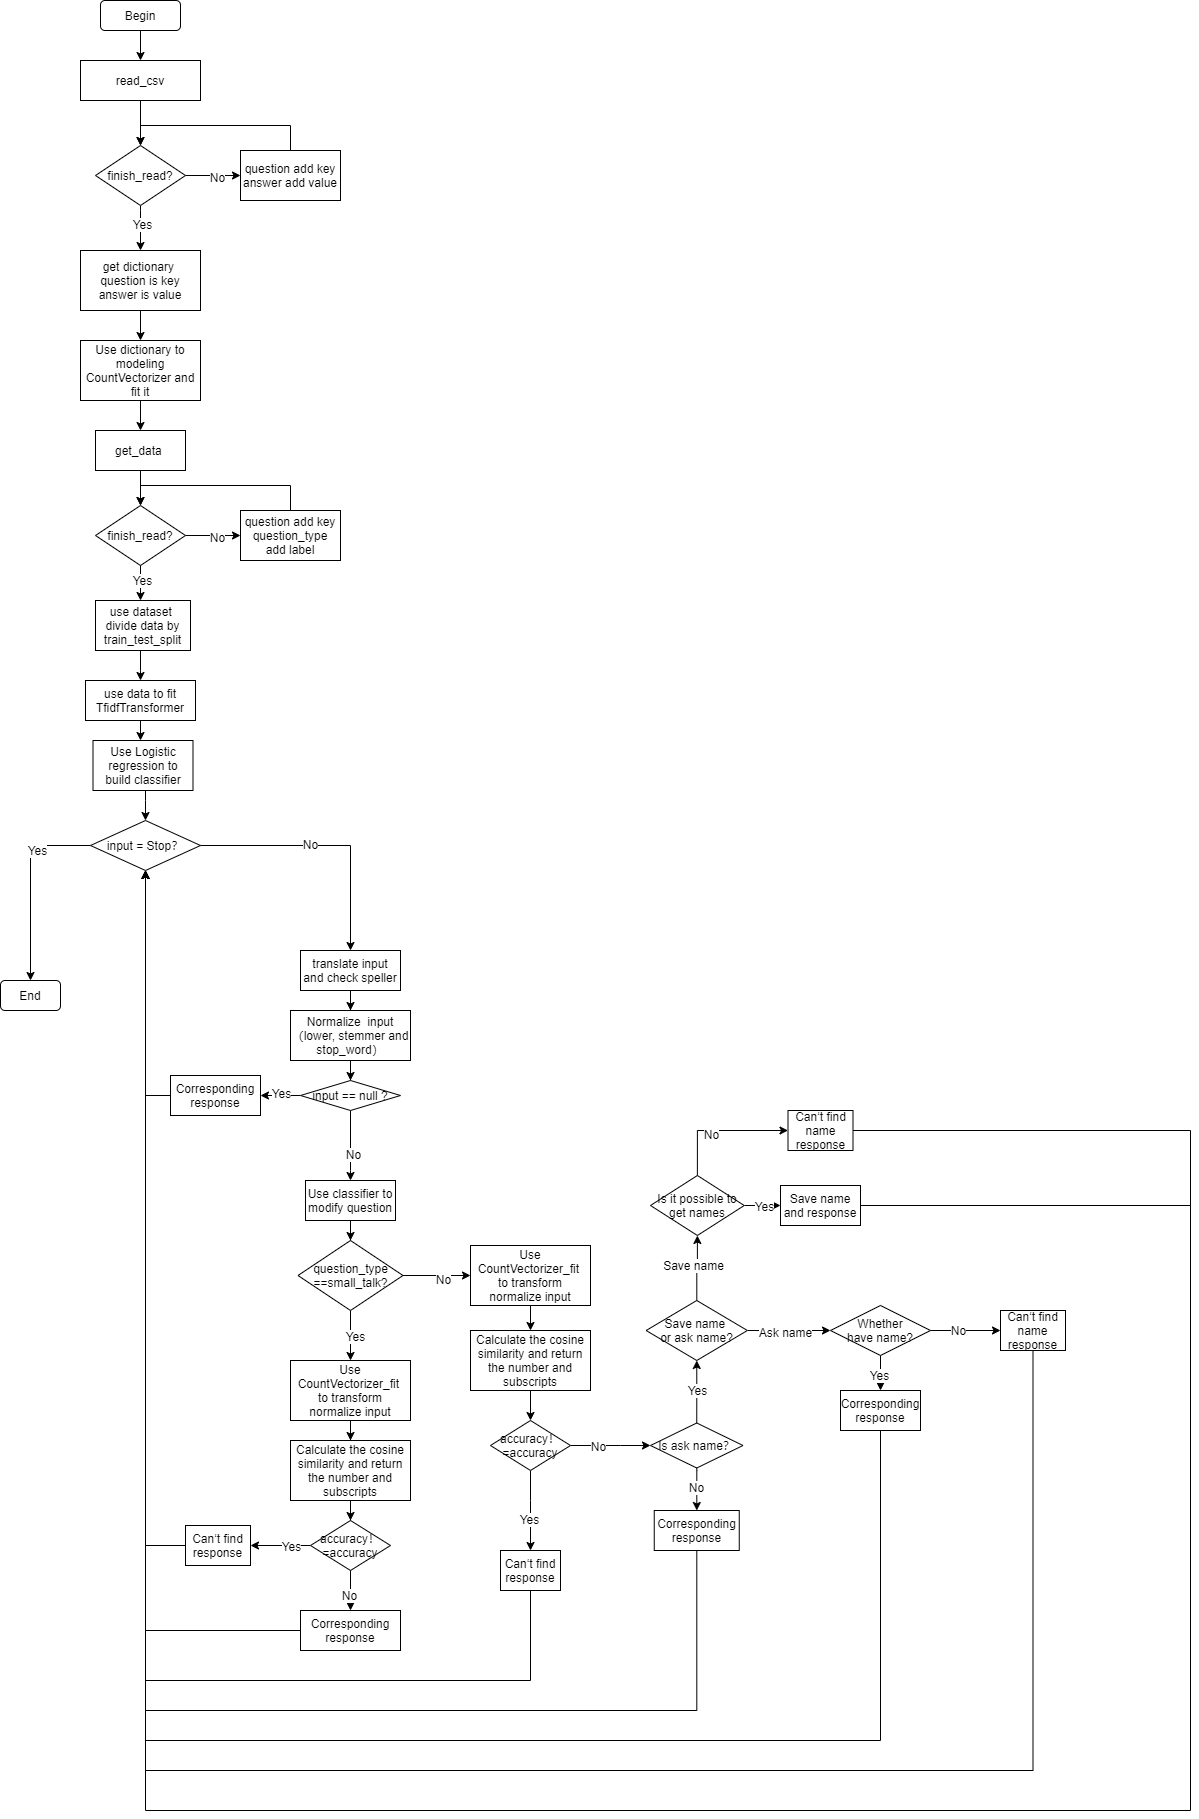 Begin
read_csv
finish_read?
No
question add key
answer add value
Yes
get dictionary
question is key
answer is value
Use dictionary to
modeling
CountVectorizer and
fit it
get_data
finish_read?
No
question add key
question_type
add label
Yes
use dataset
divide data by
train_test_split
use data to fit
TfidfTransformer
Use Logistic
regression to
build classifier
input = Stop?
Yes
No
End
translate input
and check speller
Normalize  input
（lower, stemmer and
stop_word）
input == null ?
Yes
Corresponding
response
No
Use classifier to
modify question
question_type
==small_talk?
No
Yes
Use
CountVectorizer_fit
to transform
normalize input
Calculate the cosine
similarity and return
the number and
subscripts
accuracy！
=accuracy
Yes
Can't find
response
No
Corresponding
response
Use
CountVectorizer_fit
to transform
normalize input
Calculate the cosine
similarity and return
the number and
subscripts
accuracy！
=accuracy
No
Yes
Can't find
response
Is ask name?
No
Corresponding
response
Yes
Save name
or ask name?
Save name
Is it possible to
get names
No
Can't find
name
response
Yes
Save name
and response
Ask name
Whether
have name?
No
Can't find
name
response
Yes
Corresponding
response